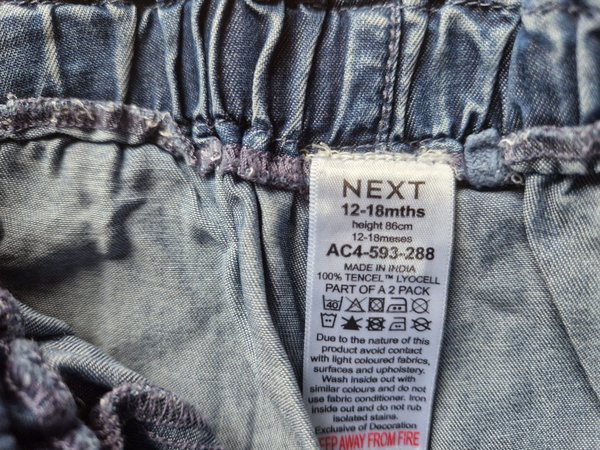 NEXT
12-18mths
height 86cm
12-18meses
AC4-593-288
MADE IN INDIA
100% TENCEL™ LYOCELL
PART OF A 2 PACK
40
Due to the nature of this
product avoid contact
with light coloured fabrics,
surfaces and upholstery.
Wash inside out with
similar colours and do not
use fabric conditioner. Iron
inside out and do not rub
isolated stains.
Exclusive of Decoration
KEEP AWAY FROM FIRE